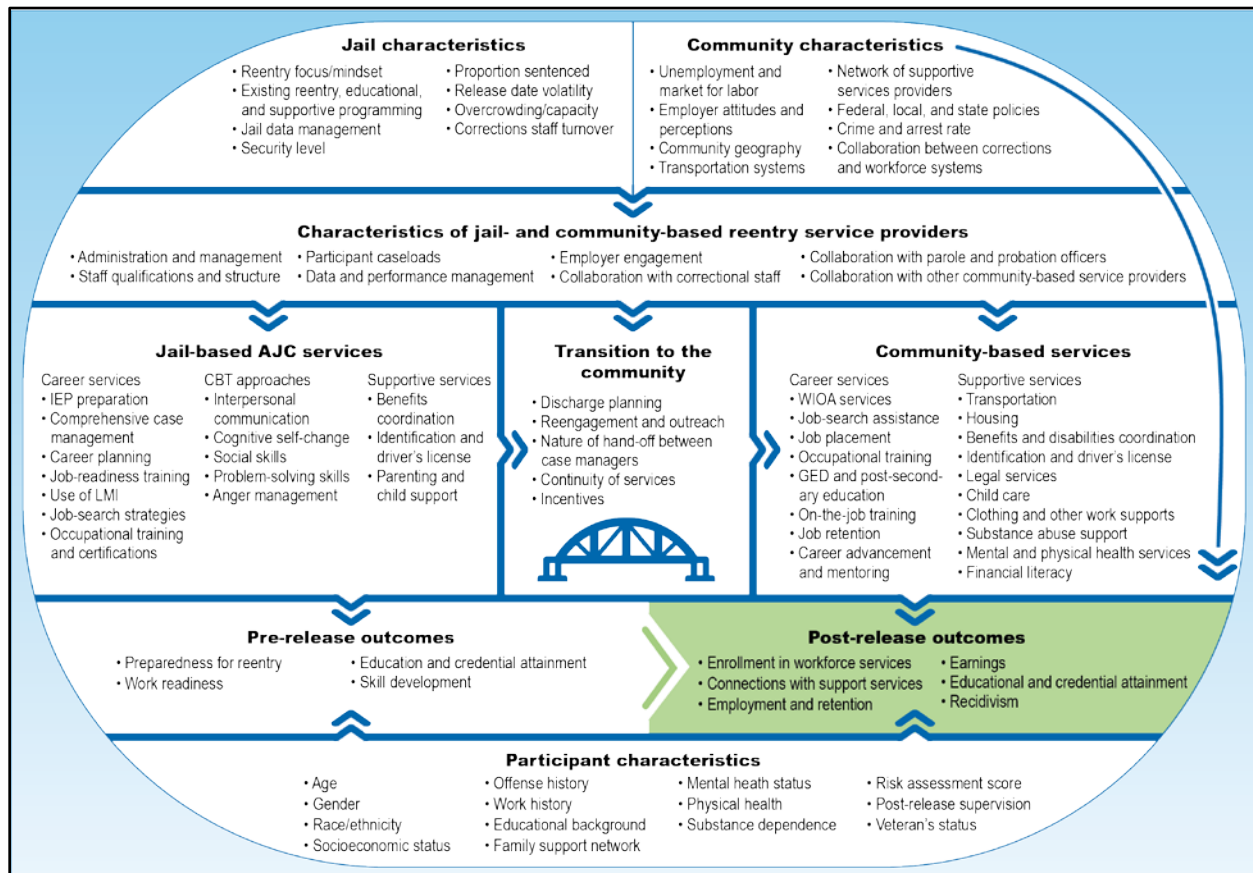 Jail characteristics
• Reentry focus/mindset
• Existing reentry, educational,
and supportive programming
• Jail data management
• Security level
• Proportion sentenced
• Release date volatility
• Overcrowding/capacity
• Corrections staff turnover
Community characteristics
• Unemployment and
market for labor
• Employer attitudes and
perceptions
• Community geography
• Transportation systems
• Network of supportive
services providers
• Federal, local, and state policies
• Crime and arrest rate
• Collaboration between corrections
and workforce systems
Characteristics of jail- and community-based reentry service providers
• Administration and management
• Staff qualifications and structure
• Participant caseloads
• Data and performance management
• Employer engagement
• Collaboration with correctional staff
• Collaboration with parole and probation officers
• Collaboration with other community-based service providers
Jail-based AJC services
Career services
• IEP preparation
• Comprehensive case
management
• Career planning
• Job-readiness training
• Use of LMI
• Job-search strategies
• Occupational training
and certifications
CBT approaches
• Interpersonal
communication
• Cognitive self-change
• Social skills
• Problem-solving skills
• Anger management
Supportive services
• Benefits
coordination
• Identification and
driver's license
• Parenting and
child support
Transition to the
community
• Discharge planning
• Reengagement and outreach
• Nature of hand-off between
case managers
• Continuity of services
• Incentives
Community-based services
Career services
• WIOA services
• Job-search assistance
• Job placement
• Occupational training
• GED and post-second-
ary education
• On-the-job training
• Job retention
• Career advancement
and mentoring
Supportive services
• Transportation
• Housing
• Benefits and disabilities coordination
• Identification and driver's license
• Legal services
• Child care
• Clothing and other work supports
• Substance abuse support
• Mental and physical health services
• Financial literacy
Pre-release outcomes
• Preparedness for reentry
• Work readiness
• Education and credential attainment
• Skill development
Post-release outcomes
• Enrollment in workforce services
• Connections with support services
• Employment and retention
• Earnings
• Educational and credential attainment
• Recidivism
Participant characteristics
• Age
• Gender
• Race/ethnicity
• Socioeconomic status
• Offense history
• Work history
• Educational background
• Family support network
• Mental heath status
• Physical health
• Substance dependence
• Risk assessment score
• Post-release supervision
• Veteran's status